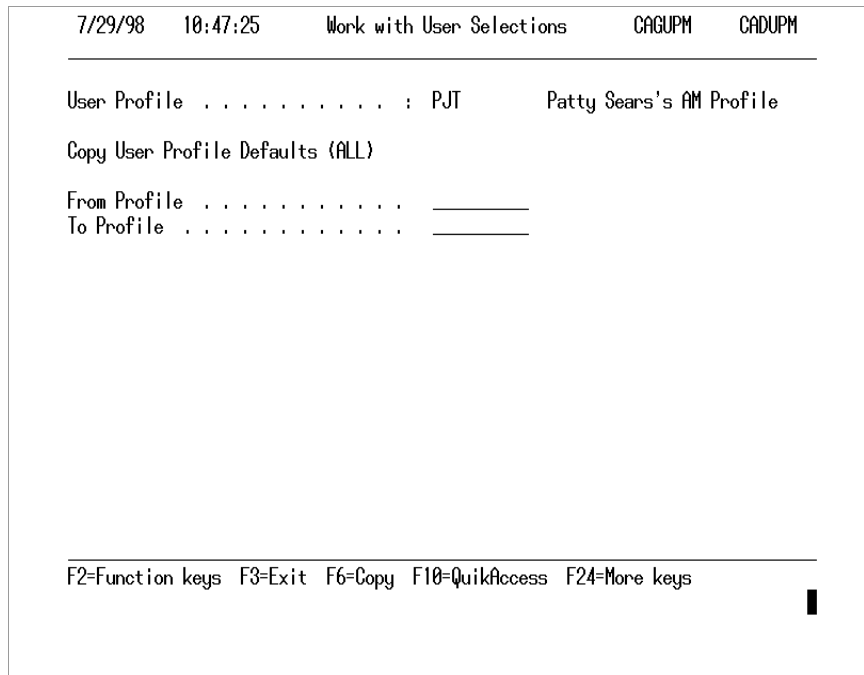 7/29/98 10:47:25 Work with User Selections CAGUPM CADUPM
User Profile . . . . . . . . . . . : PJT Patty Sears's AM Profile
Copy User Profile Defaults (ALL)
From Profile . . . . . . . . . . . ________
To Profile . . . . . . . . . . . . ________
F2=Function keys F3=Exit F6=Copy F10=QuikAccess F24=More keys